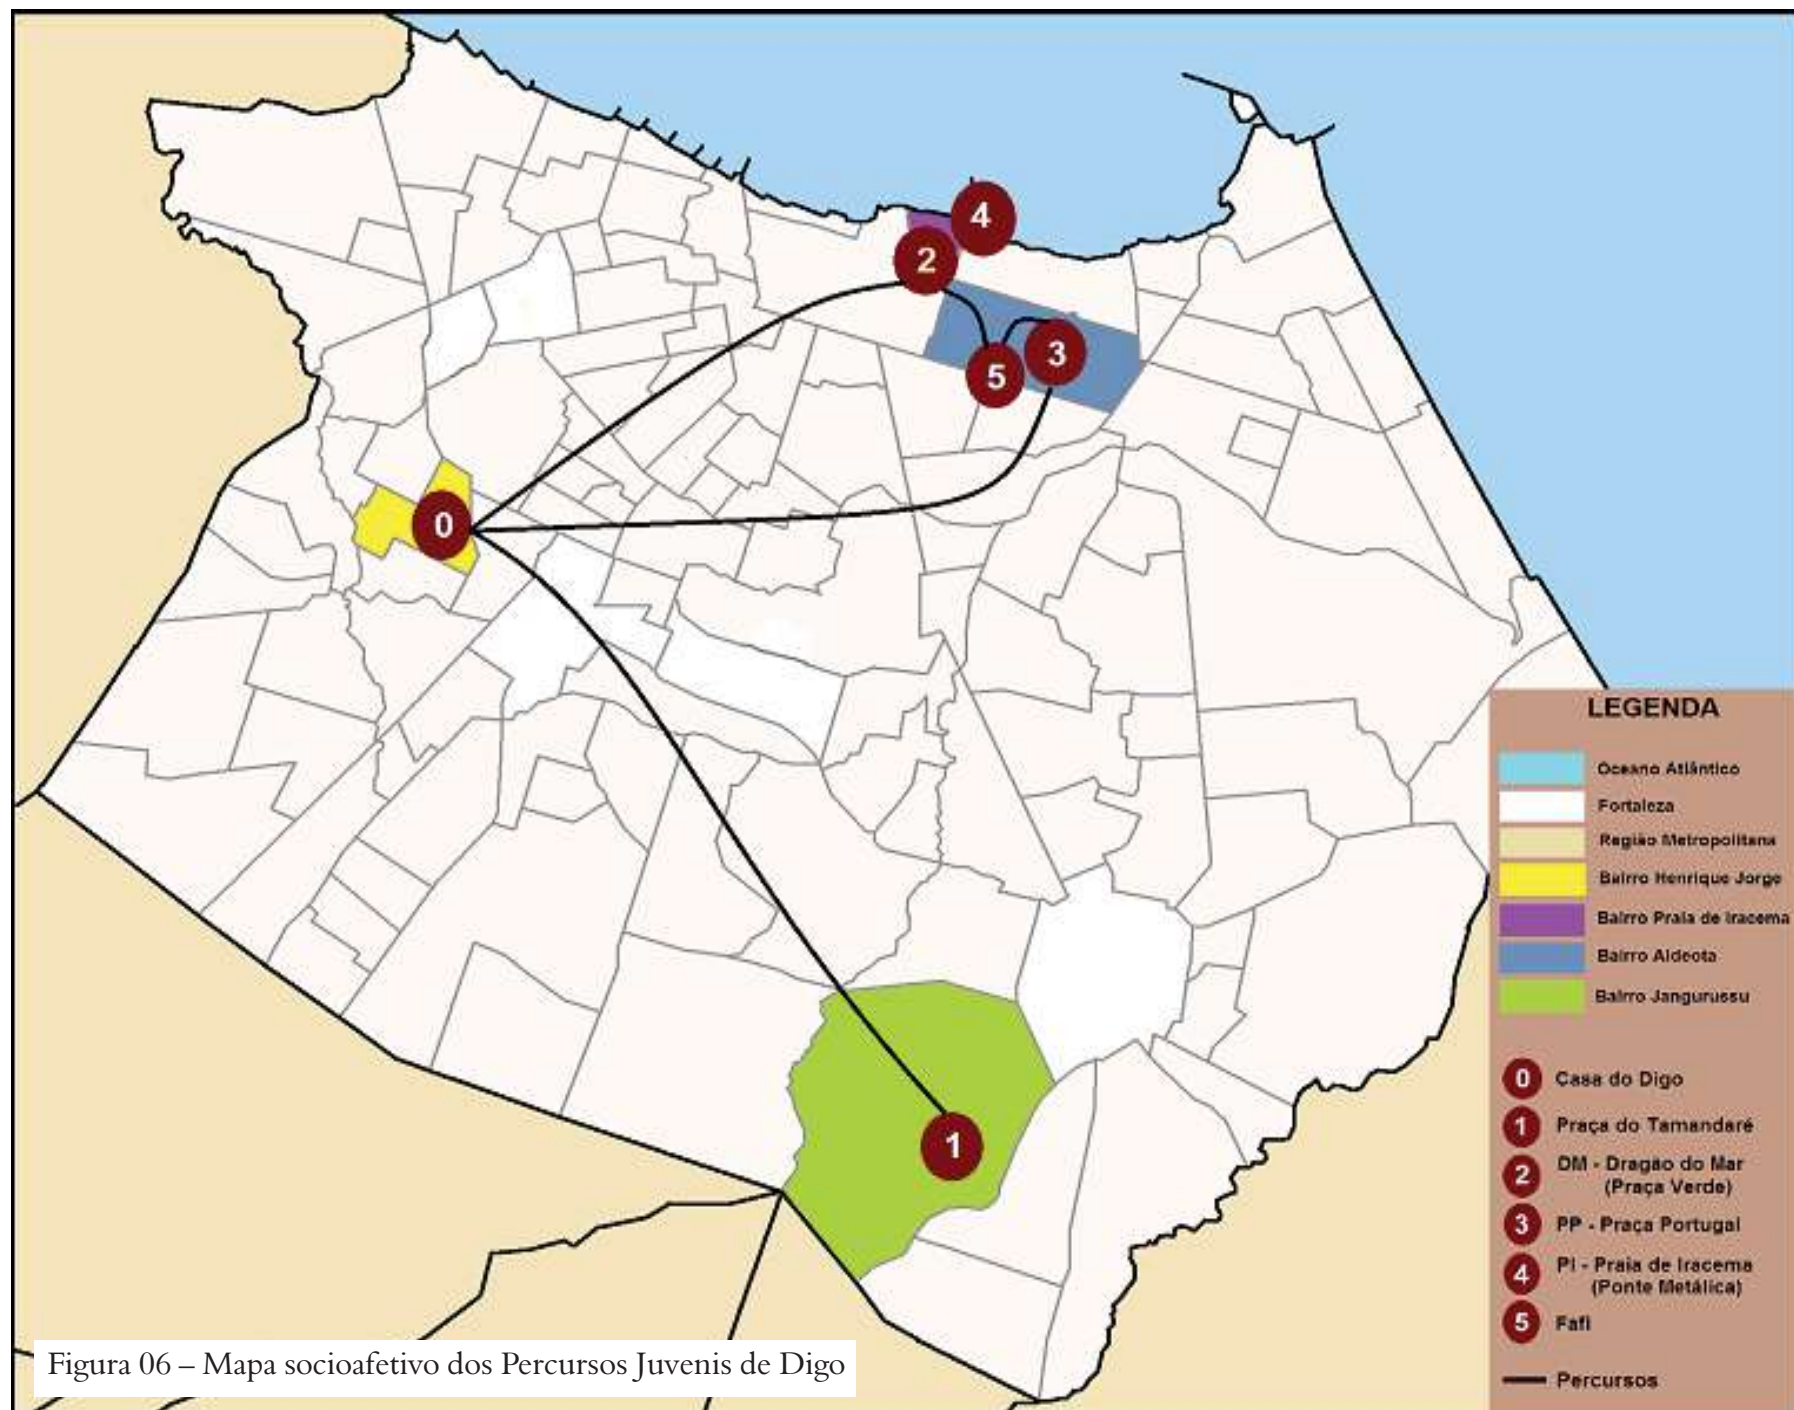 4
2
3
5
0
1
LEGENDA
Oceano Atlântico
Fortaleza
Região Metropolitana
Bairro Henrique Jorge
Bairro Praia de Iracema
Bairro Aldeota
Bairro Jangurussu
0 Casa do Digo
1 Praça do Tamandaré
2 DM - Dragão do Mar
(Praça Verde)
3 PP - Praça Portugal
4 PI - Praia de Iracema
(Ponte Metálica)
5 Fafi
Percursos
Figura 06 – Mapa socioafetivo dos Percursos Juvenis de Digo